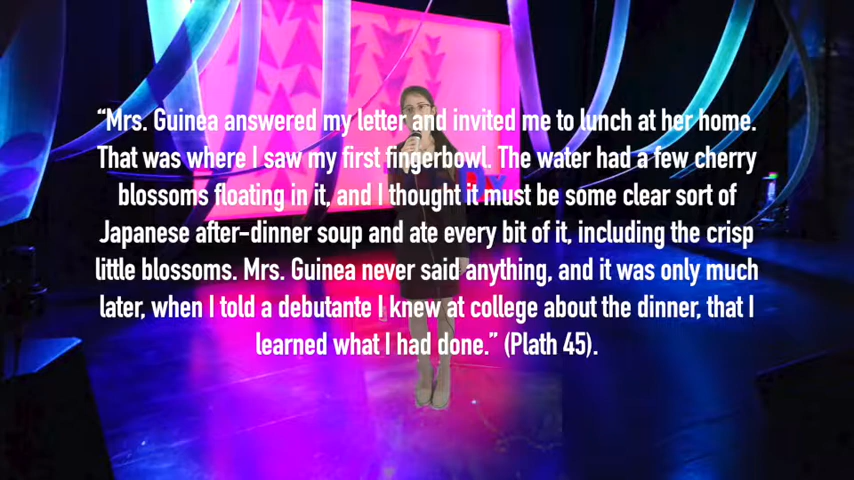 “Mrs. Guinea answered my letter and invited me to lunch at her home.
That was where I saw my first fingerbowl. The water had a few cherry
blossoms floating in it, and I thought it must be some clear sort of
Japanese after-dinner soup and ate every bit of it, including the crisp
little blossoms. Mrs. Guinea never said anything, and it was only much
later, when I told a debutante I knew at college about the dinner, that I
learned what I had done.” (Plath 45).